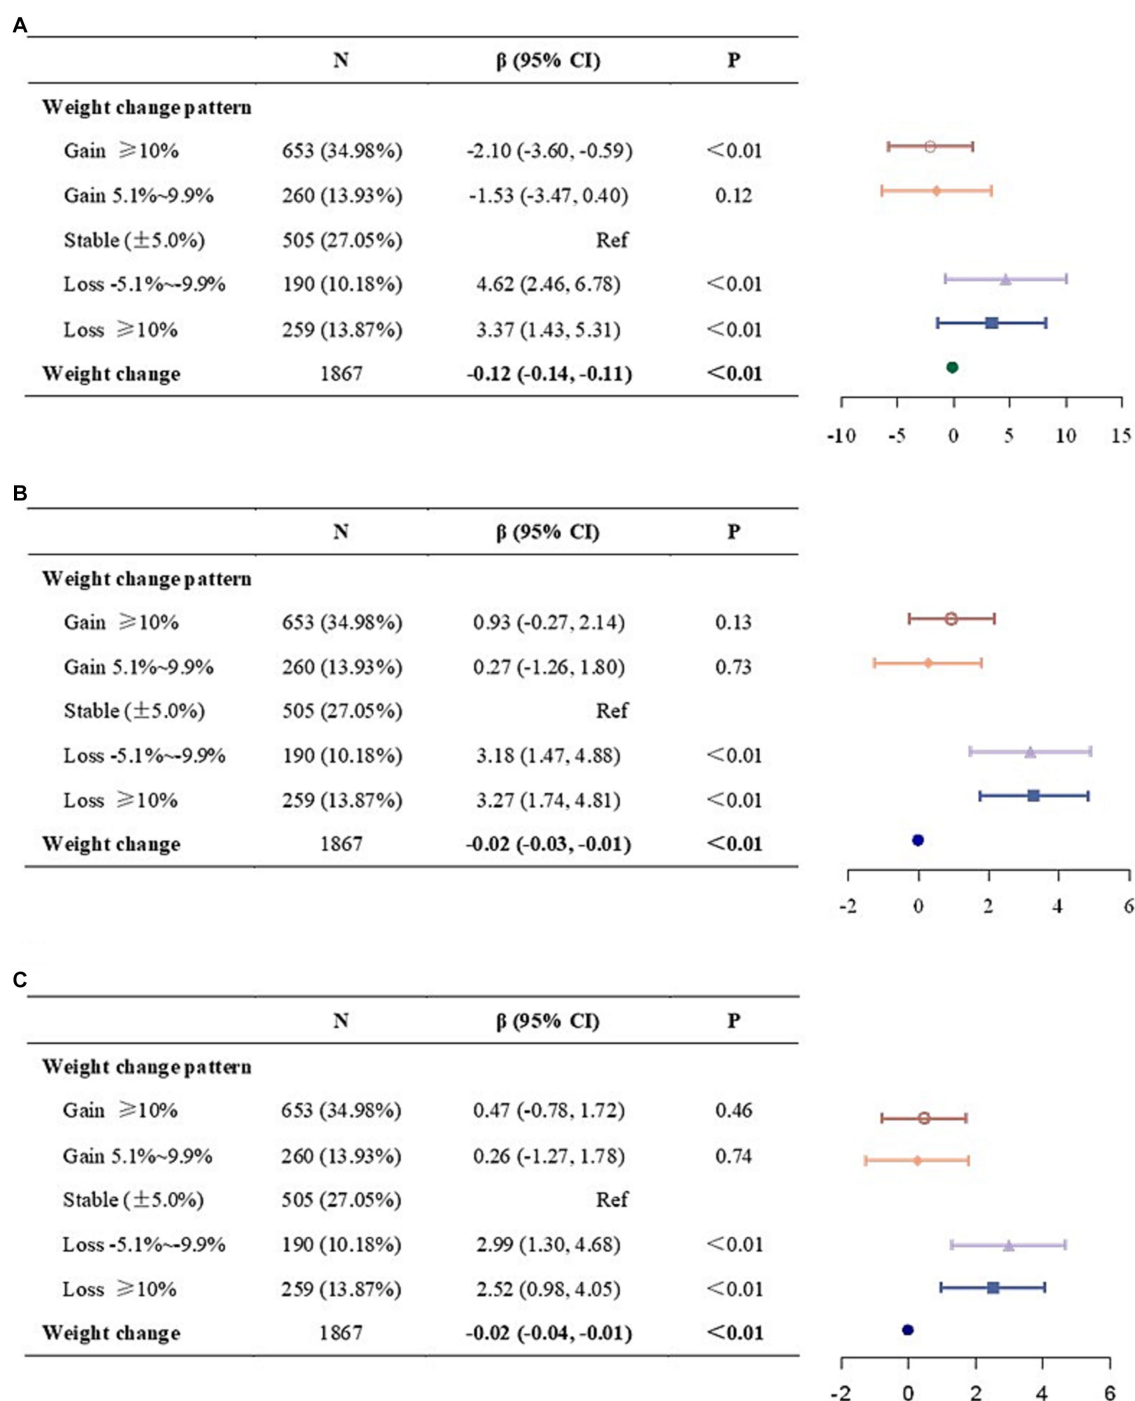 A
N β (95% CI) P
Weight change pattern
Gain ≥10% 653 (34.98%) -2.10 (-3.60, -0.59) <0.01
Gain 5.1%~9.9% 260 (13.93%) -1.53 (-3.47, 0.40) 0.12
Stable (±5.0%) 505 (27.05%) Ref
Loss -5.1%~-9.9% 190 (10.18%) 4.62 (2.46, 6.78) <0.01
Loss ≥10% 259 (13.87%) 3.37 (1.43, 5.31) <0.01
Weight change 1867 -0.12 (-0.14, -0.11) <0.01
-10 -5 0 5 10 15
B
N β (95% CI) P
Weight change pattern
Gain ≥10% 653 (34.98%) 0.93 (-0.27, 2.14) 0.13
Gain 5.1%~9.9% 260 (13.93%) 0.27 (-1.26, 1.80) 0.73
Stable (±5.0%) 505 (27.05%) Ref
Loss -5.1%~-9.9% 190 (10.18%) 3.18 (1.47, 4.88) <0.01
Loss ≥10% 259 (13.87%) 3.27 (1.74, 4.81) <0.01
Weight change 1867 -0.02 (-0.03, -0.01) <0.01
-2 0 2 4 6
C
N β (95% CI) P
Weight change pattern
Gain ≥10% 653 (34.98%) 0.47 (-0.78, 1.72) 0.46
Gain 5.1%~9.9% 260 (13.93%) 0.26 (-1.27, 1.78) 0.74
Stable (±5.0%) 505 (27.05%) Ref
Loss -5.1%~-9.9% 190 (10.18%) 2.99 (1.30, 4.68) <0.01
Loss ≥10% 259 (13.87%) 2.52 (0.98, 4.05) <0.01
Weight change 1867 -0.02 (-0.04, -0.01) <0.01
-2 0 2 4 6